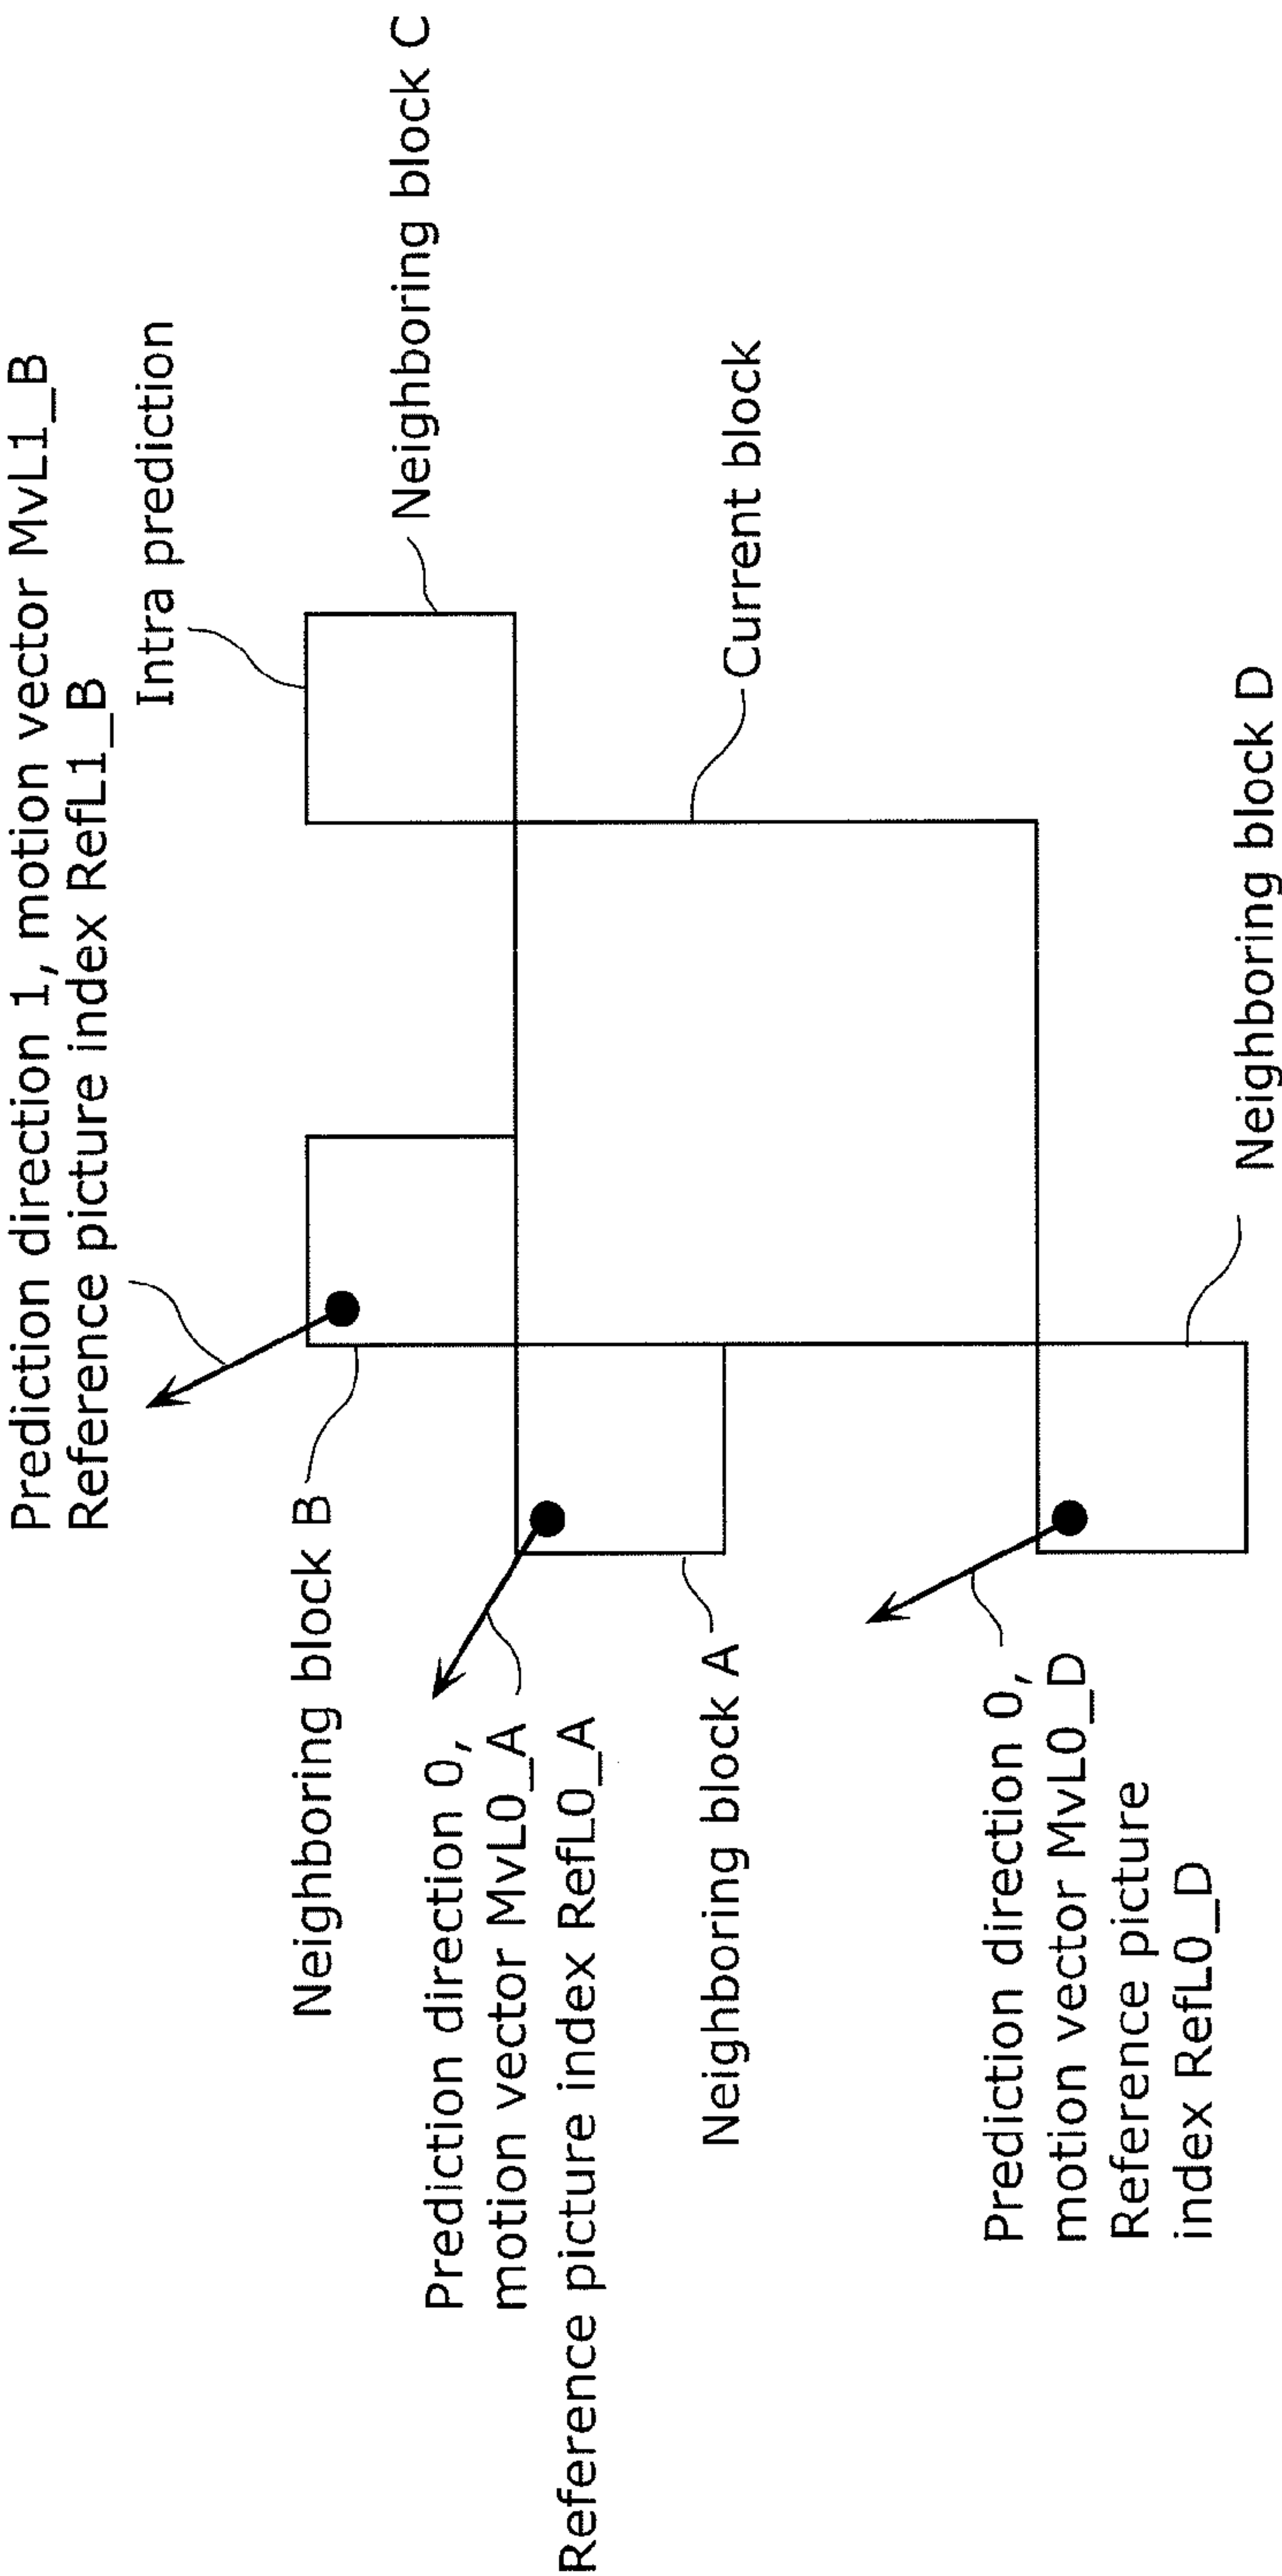 Prediction direction 1, motion vector MvL1_B
Reference picture index RefL1_B
Intra prediction
Neighboring block B
Neighboring block C
Prediction direction 0,
motion vector MvL0_A
Reference picture index RefL0_A
Neighboring block A
Current block
Prediction direction 0,
motion vector MvL0_D
Reference picture
index RefL0_D
Neighboring block D